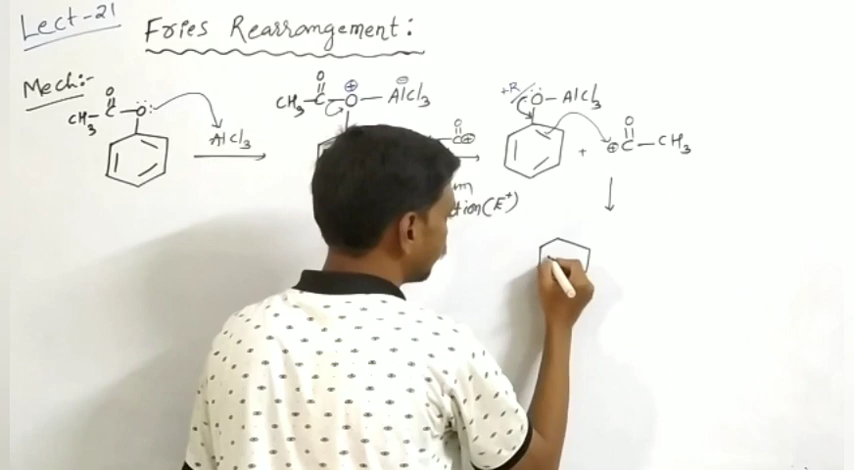 Lect-21
Fries Rearrangement:
Mech:-
CH3-C-O: AlCl3
O
CH3-C-O-AlCl3
O ⊕ ⊖
C⊕
O
tion(E+)
+R
O-AlCl3
+ ⊕C-CH3
O